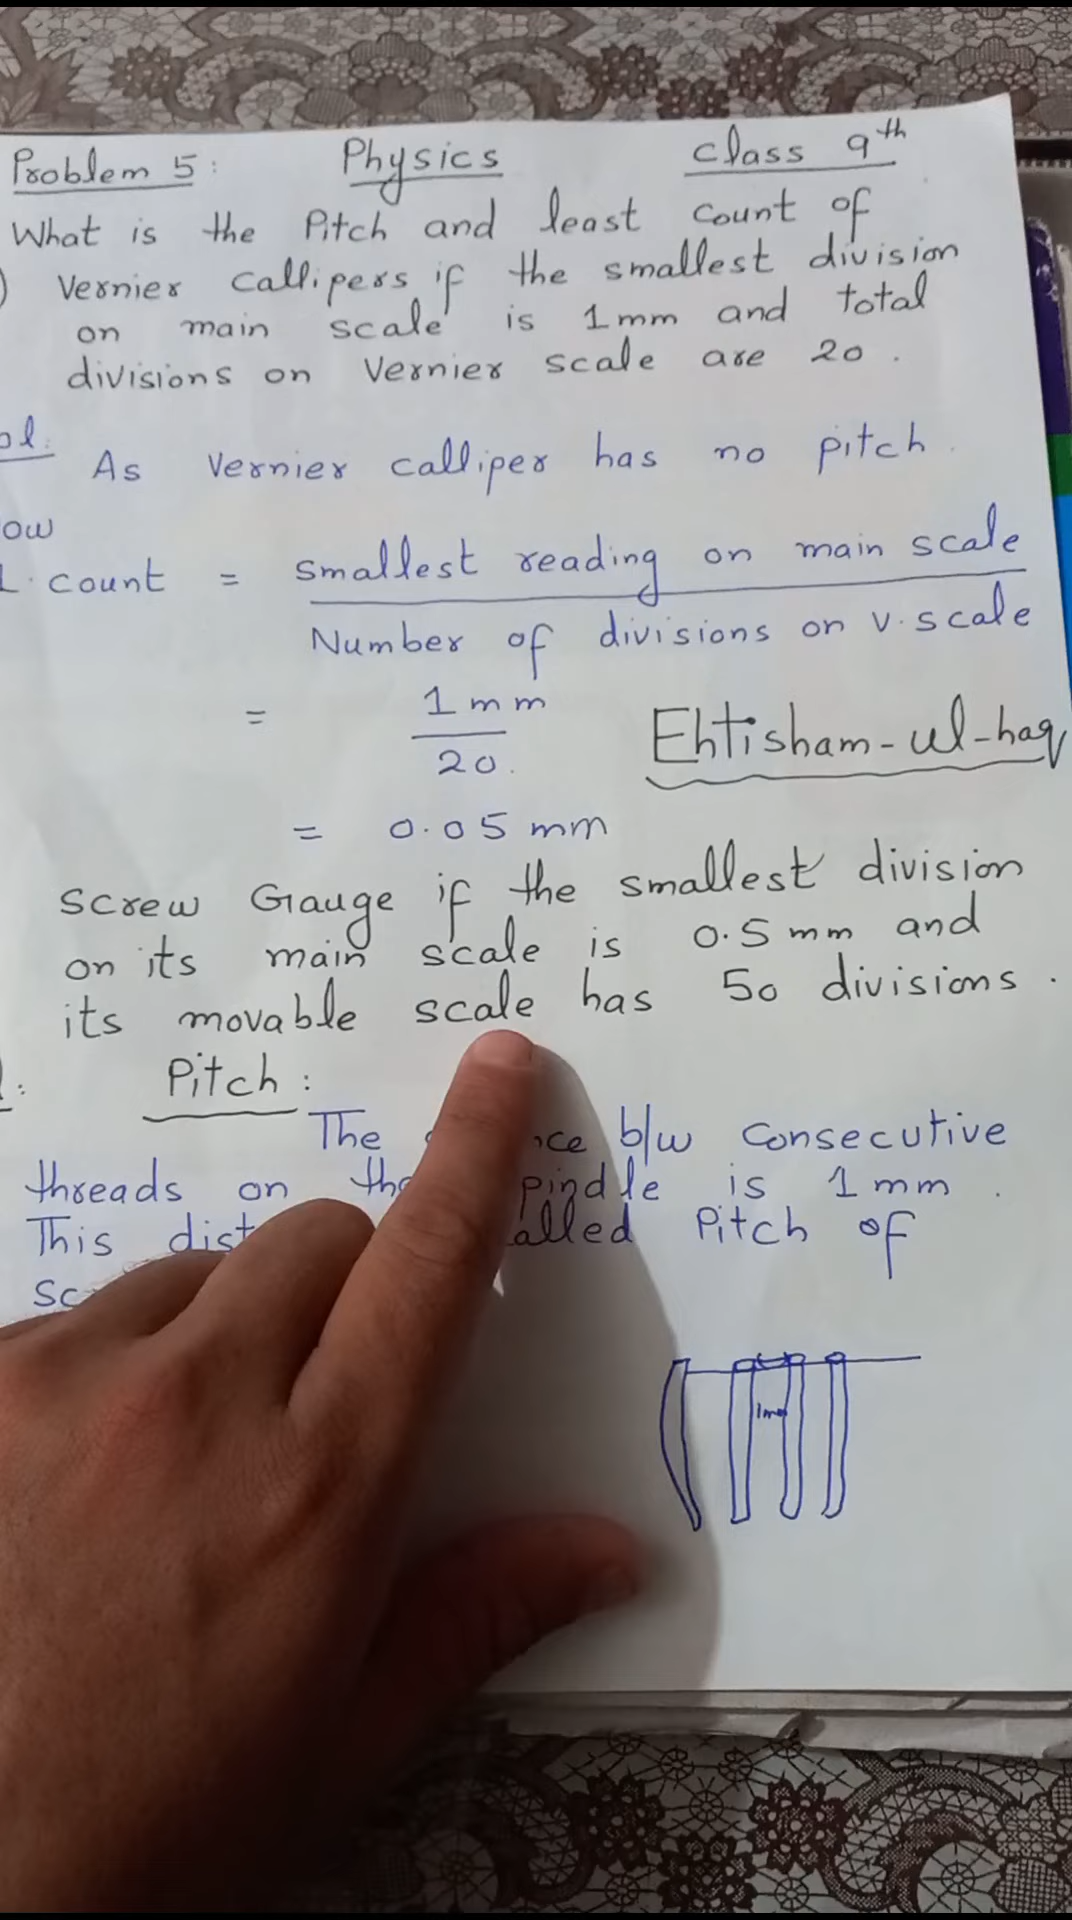 Problem 5: Physics class 9th
What is the Pitch and least count of
) Vernier Callipers if the smallest division
on main scale is 1mm and total
divisions on Vernier scale are 20.
ol.
As Vernier calliper has no pitch.
ow
L.count = smallest reading on main scale
Number of divisions on v.scale
= 1mm
20.
Ehtisham-ul-haq
= 0.05 mm
Screw Gauge if the smallest division
on its main scale is 0.5 mm and
its movable scale has 50 divisions.
l: Pitch:
The b/w Consecutive
threads on is 1 mm.
This Pitch of
1mm